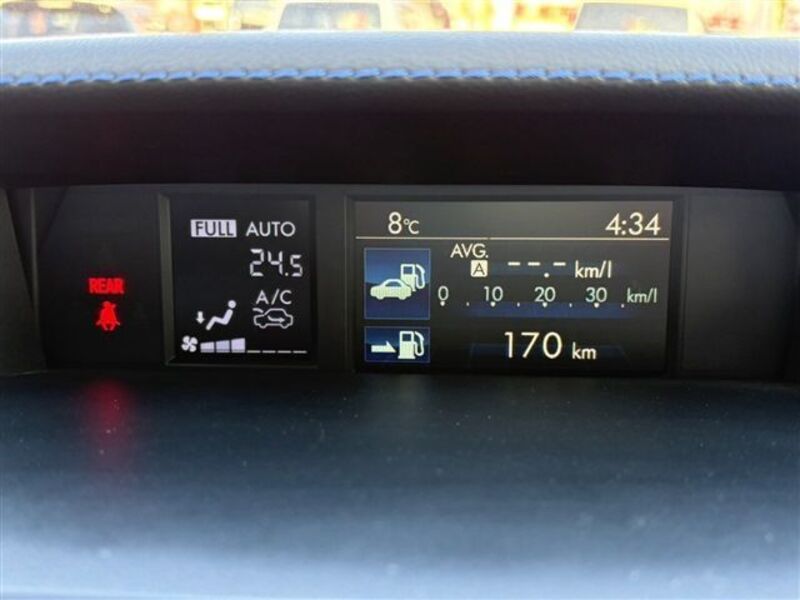 REAR
FULL AUTO
24.5
A/C
8°C 4:34
AVG.
A --.- km/l
0 10 20 30 km/l
170 km